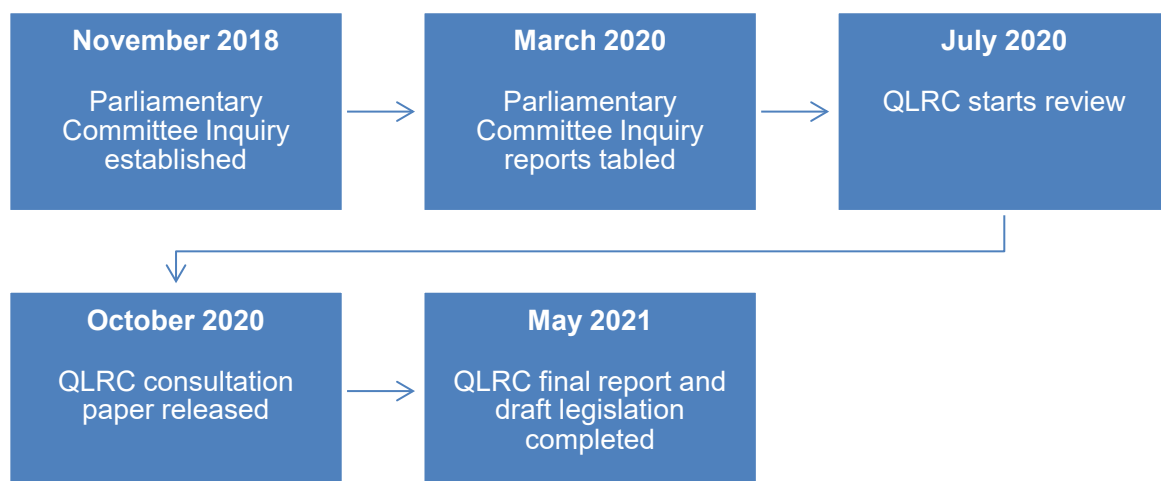 November 2018
Parliamentary
Committee Inquiry
established
March 2020
Parliamentary
Committee Inquiry
reports tabled
July 2020
QLRC starts review
October 2020
QLRC consultation
paper released
May 2021
QLRC final report and
draft legislation
completed